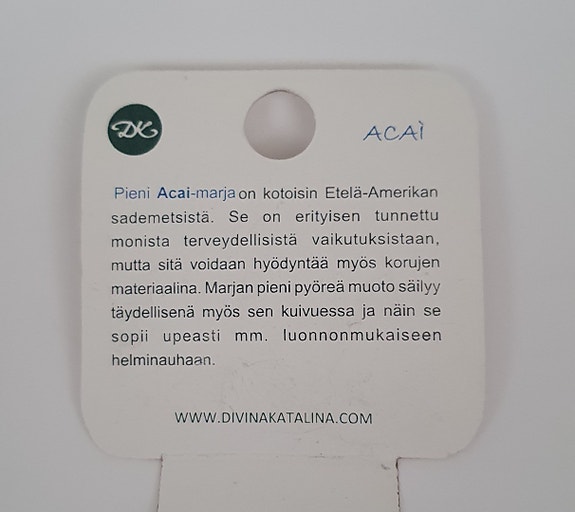 DK
ACAÌ
Pieni Acai-marja on kotoisin Etelä-Amerikan
sademetsistä. Se on erityisen tunnettu
monista terveydellisistä vaikutuksistaan,
mutta sitä voidaan hyödyntää myös korujen
materiaalina. Marjan pieni pyöreä muoto säilyy
täydellisenä myös sen kuivuessa ja näin se
sopii upeasti mm. luonnonmukaiseen
helminauhaan.
WWW.DIVINAKATALINA.COM